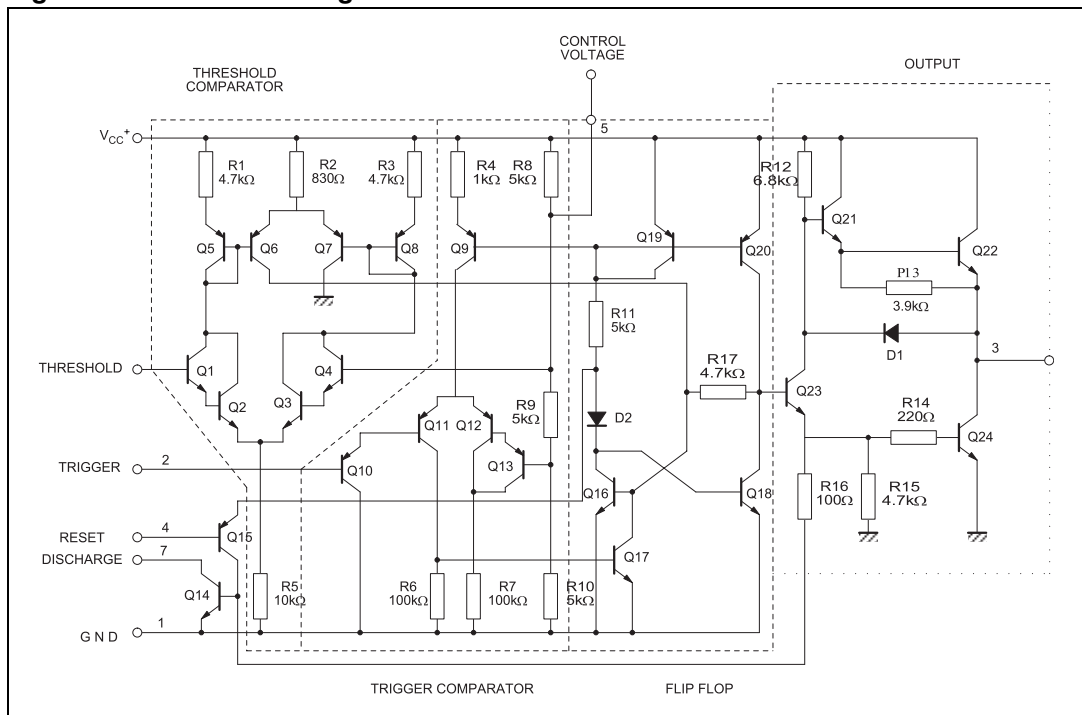 CONTROL
VOLTAGE
OUTPUT
THRESHOLD
COMPARATOR
5
VCC+
R1
4.7kΩ
R2
830Ω
R3
4.7kΩ
R4
1kΩ
R8
5kΩ
R12
6.8kΩ
Q21
Q5
Q6
Q7
Q8
Q9
Q19
Q20
Q22
P13
3.9kΩ
R11
5kΩ
D1
3
R17
4.7kΩ
THRESHOLD
Q1
Q4
Q23
Q2
Q3
R9
5kΩ
R14
220Ω
Q11
Q12
D2
Q24
TRIGGER
2
Q10
Q13
Q16
Q18
R16
100Ω
R15
4.7kΩ
RESET
4
Q15
DISCHARGE
7
Q17
Q14
R5
10kΩ
R6
100kΩ
R7
100kΩ
R10
5kΩ
GND
1
TRIGGER COMPARATOR
FLIP FLOP